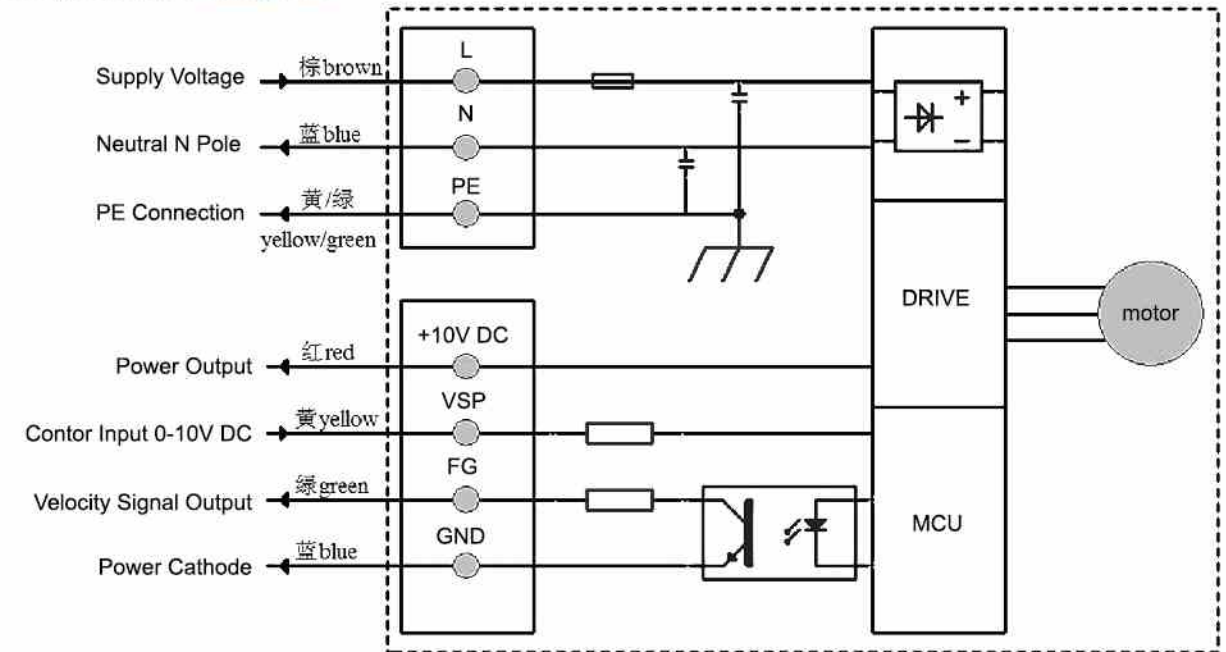 Supply Voltage 棕brown L
Neutral N Pole 蓝blue N
PE Connection 黄/绿 PE
yellow/green
+ −
DRIVE
motor
+10V DC
Power Output 红red
VSP
Contor Input 0-10V DC 黄yellow
FG
Velocity Signal Output 绿green
GND
Power Cathode 蓝blue
MCU